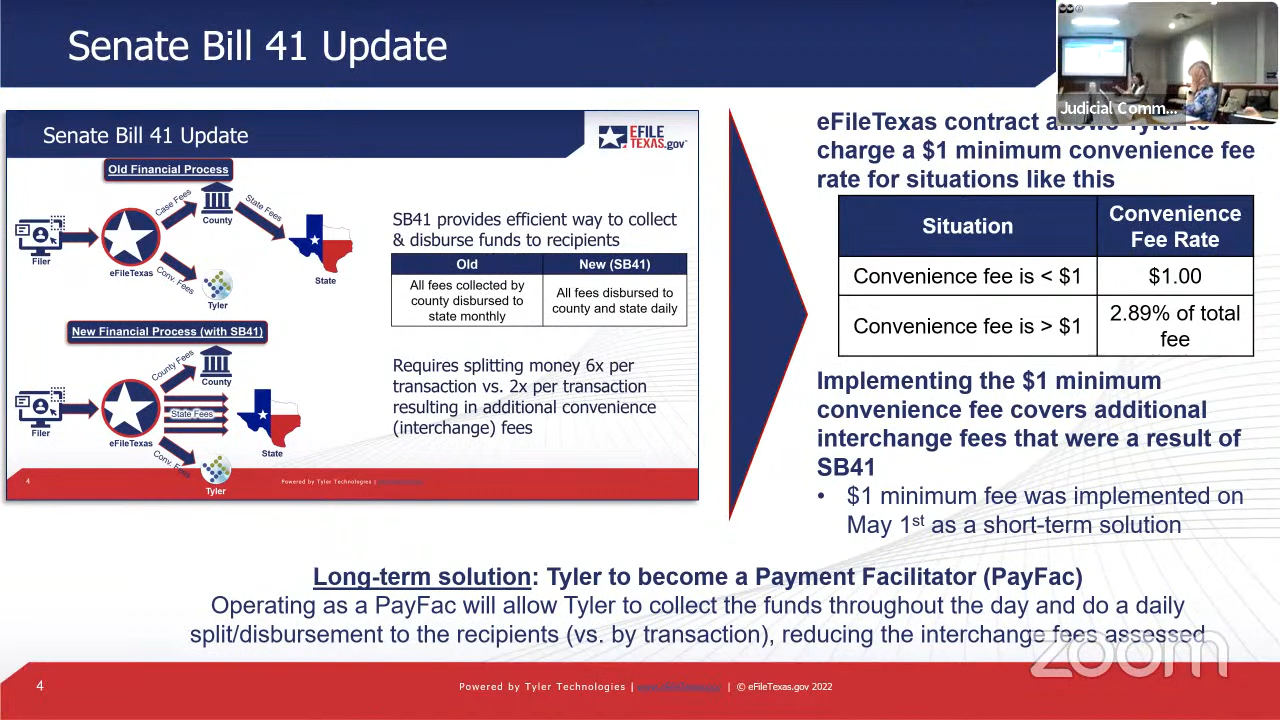 Senate Bill 41 Update
Judicial Comm...
Senate Bill 41 Update
EFILE
TEXAS.gov
Old Financial Process
Filer
eFileTexas
Case Fees
County
State Fees
State
Conv. Fees
Tyler
New Financial Process (with SB41)
Filer
eFileTexas
County Fees
County
State Fees
State
Conv. Fees
Tyler
SB41 provides efficient way to collect
& disburse funds to recipients
Old New (SB41)
All fees collected by
county disbursed to
state monthly
All fees disbursed to
county and state daily
Requires splitting money 6x per
transaction vs. 2x per transaction
resulting in additional convenience
(interchange) fees
4
Powered by Tyler Technologies |
eFileTexas contract allows Tyler to
charge a $1 minimum convenience fee
rate for situations like this
Situation
Convenience
Fee Rate
Convenience fee is < $1 $1.00
Convenience fee is > $1
2.89% of total
fee
Implementing the $1 minimum
convenience fee covers additional
interchange fees that were a result of
SB41
• $1 minimum fee was implemented on
May 1st as a short-term solution
Long-term solution: Tyler to become a Payment Facilitator (PayFac)
Operating as a PayFac will allow Tyler to collect the funds throughout the day and do a daily
split/disbursement to the recipients (vs. by transaction), reducing the interchange fees assessed
zoom
4
Powered by Tyler Technologies | | © eFileTexas.gov 2022